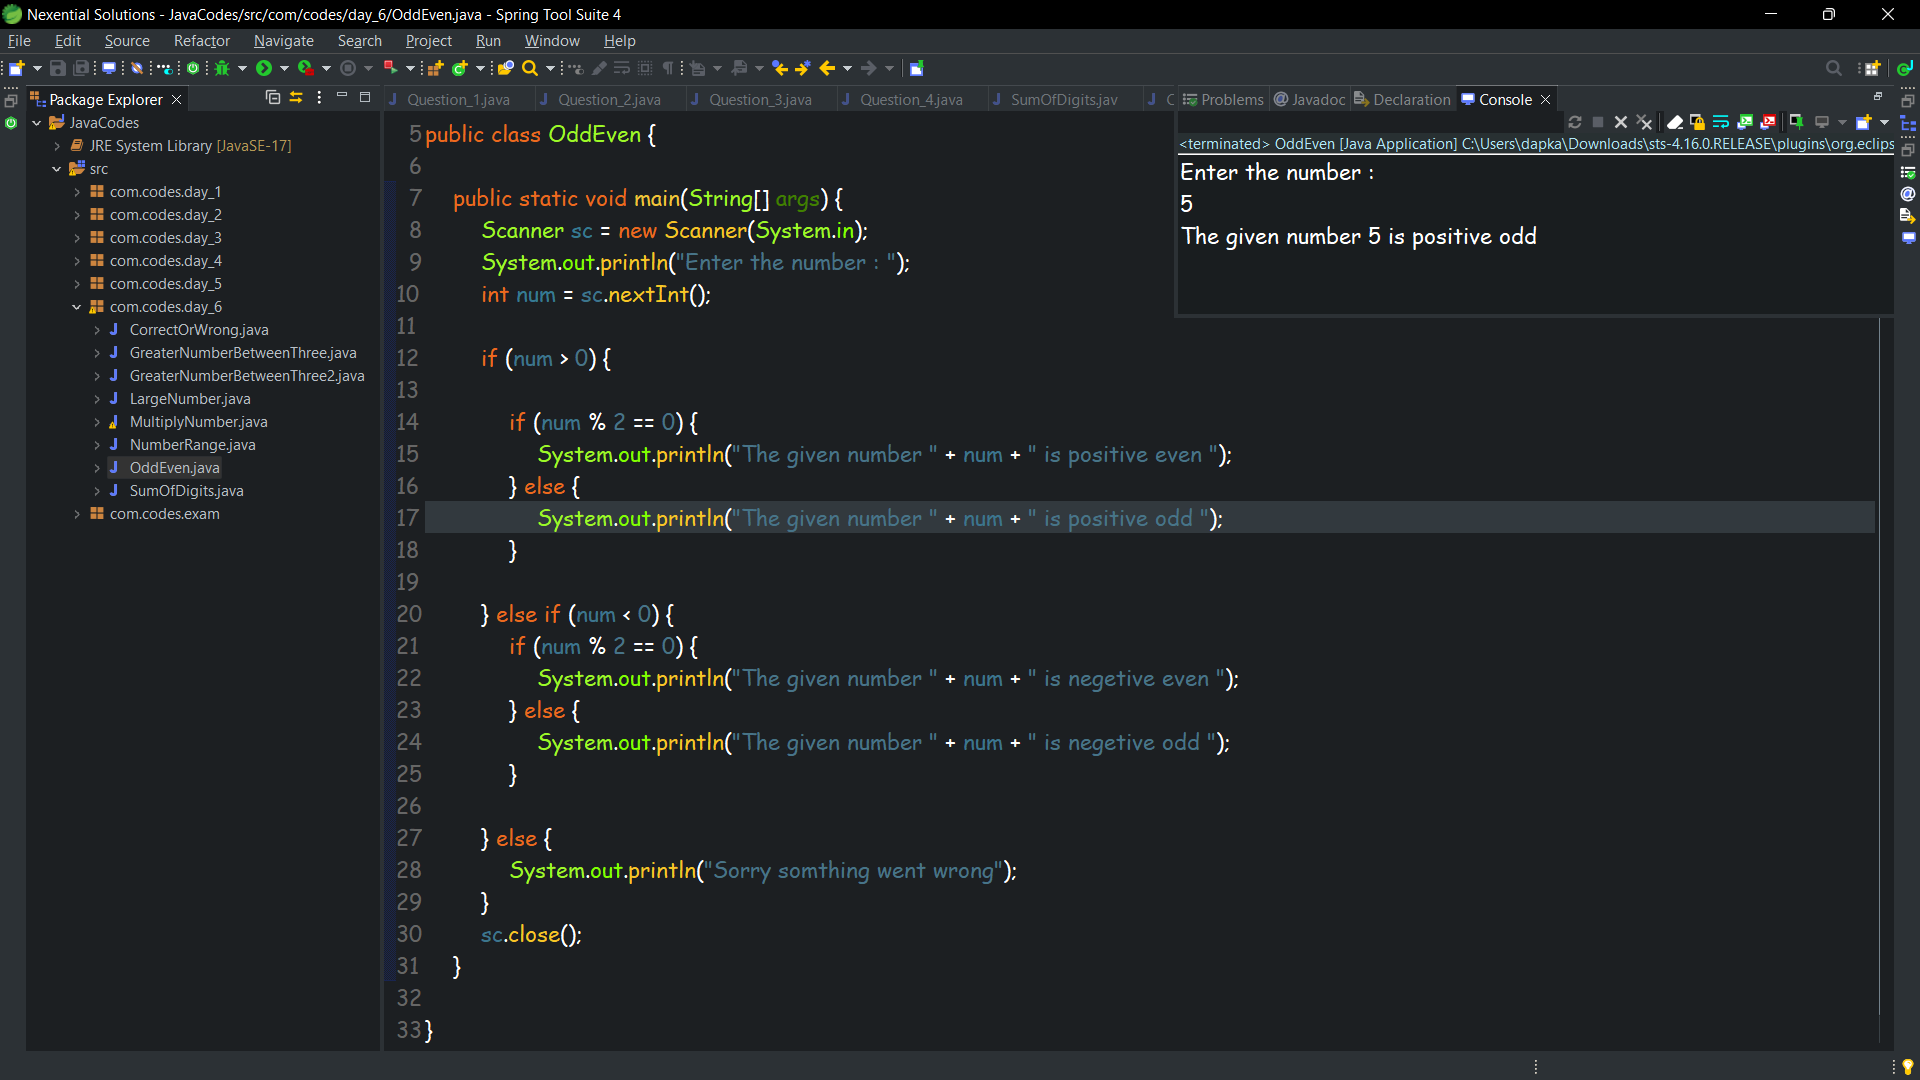 Nexential Solutions - JavaCodes/src/com/codes/day_6/OddEven.java - Spring Tool Suite 4
File Edit Source Refactor Navigate Search Project Run Window Help
Package Explorer
JavaCodes
JRE System Library [JavaSE-17]
src
com.codes.day_1
com.codes.day_2
com.codes.day_3
com.codes.day_4
com.codes.day_5
com.codes.day_6
CorrectOrWrong.java
GreaterNumberBetweenThree.java
GreaterNumberBetweenThree2.java
LargeNumber.java
MultiplyNumber.java
NumberRange.java
OddEven.java
SumOfDigits.java
com.codes.exam
Question_1.java Question_2.java Question_3.java Question_4.java SumOfDigits.jav
5 public class OddEven {
6
7 public static void main(String[] args) {
8 Scanner sc = new Scanner(System.in);
9 System.out.println("Enter the number : ");
10 int num = sc.nextInt();
11
12 if (num > 0) {
13
14 if (num % 2 == 0) {
15 System.out.println("The given number " + num + " is positive even ");
16 } else {
17 System.out.println("The given number " + num + " is positive odd ");
18 }
19
20 } else if (num < 0) {
21 if (num % 2 == 0) {
22 System.out.println("The given number " + num + " is negetive even ");
23 } else {
24 System.out.println("The given number " + num + " is negetive odd ");
25 }
26
27 } else {
28 System.out.println("Sorry somthing went wrong");
29 }
30 sc.close();
31 }
32
33 }
Problems @ Javadoc Declaration Console
<terminated> OddEven [Java Application] C:\Users\dapka\Downloads\sts-4.16.0.RELEASE\plugins\org.eclips
Enter the number :
5
The given number 5 is positive odd